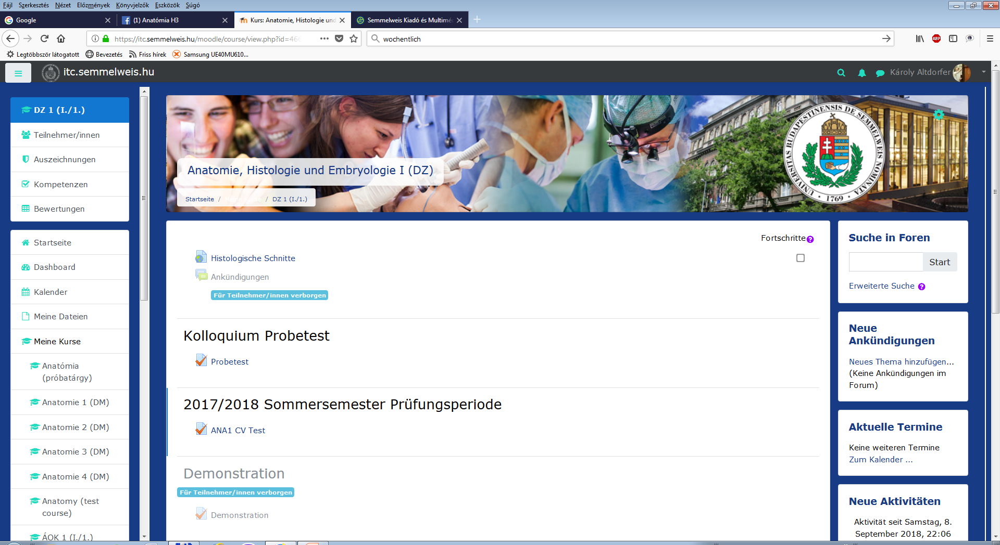 Fájl Szerkesztés Nézet Előzmények Könyvjelzők Eszközök Súgó
Google
(1) Anatómia H3
Kurs: Anatomie, Histologie und
Semmelweis Kiadó és Multimé
https://itc.semmelweis.hu/moodle/course/view.php?id=46
wochentlich
Legtöbbször látogatott Bevezetés Friss hírek Samsung UE40MU610...
itc.semmelweis.hu
Károly Altdorfer
DZ 1 (I./1.)
Teilnehmer/innen
Auszeichnungen
Kompetenzen
Bewertungen
Startseite
Dashboard
Kalender
Meine Dateien
Meine Kurse
Anatómia
(próbatárgy)
Anatomie 1 (DM)
Anatomie 2 (DM)
Anatomie 3 (DM)
Anatomie 4 (DM)
Anatomy (test
course)
ÁOK 1 (I./1.)
Anatomie, Histologie und Embryologie I (DZ)
Startseite / Meine Kurse / DZ 1 (I./1.)
UNIVERSITAS BUDAPESTINENSIS DE SEMMELWEIS NOMINATA
· 1769 ·
Fortschritte
Histologische Schnitte
Ankündigungen
Für Teilnehmer/innen verborgen
Kolloquium Probetest
Probetest
2017/2018 Sommersemester Prüfungsperiode
ANA1 CV Test
Demonstration
Für Teilnehmer/innen verborgen
Demonstration
Suche in Foren
Start
Erweiterte Suche
Neue
Ankündigungen
Neues Thema hinzufügen...
(Keine Ankündigungen im
Forum)
Aktuelle Termine
Keine weiteren Termine
Zum Kalender ...
Neue Aktivitäten
Aktivität seit Samstag, 8.
September 2018, 22:06